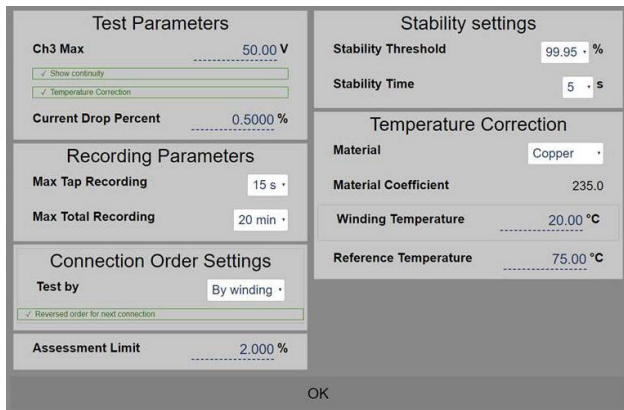 Test Parameters
Ch3 Max 50.00 V
✓ Show continuity
✓ Temperature Correction
Current Drop Percent 0.5000 %
Recording Parameters
Max Tap Recording 15 s
Max Total Recording 20 min
Connection Order Settings
Test by By winding
✓ Reversed order for next connection
Assessment Limit 2.000 %
Stability settings
Stability Threshold 99.95 %
Stability Time 5 s
Temperature Correction
Material Copper
Material Coefficient 235.0
Winding Temperature 20.00 °C
Reference Temperature 75.00 °C
OK